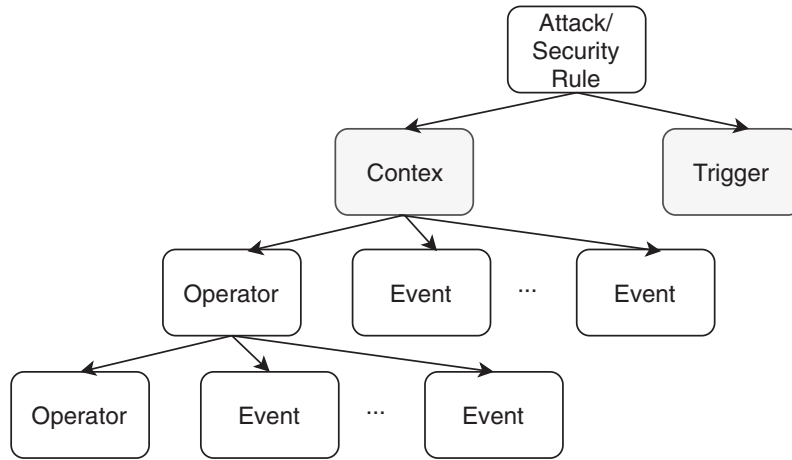 Attack/
Security
Rule
Contex
Trigger
Operator
Event
...
Event
Operator
Event
...
Event